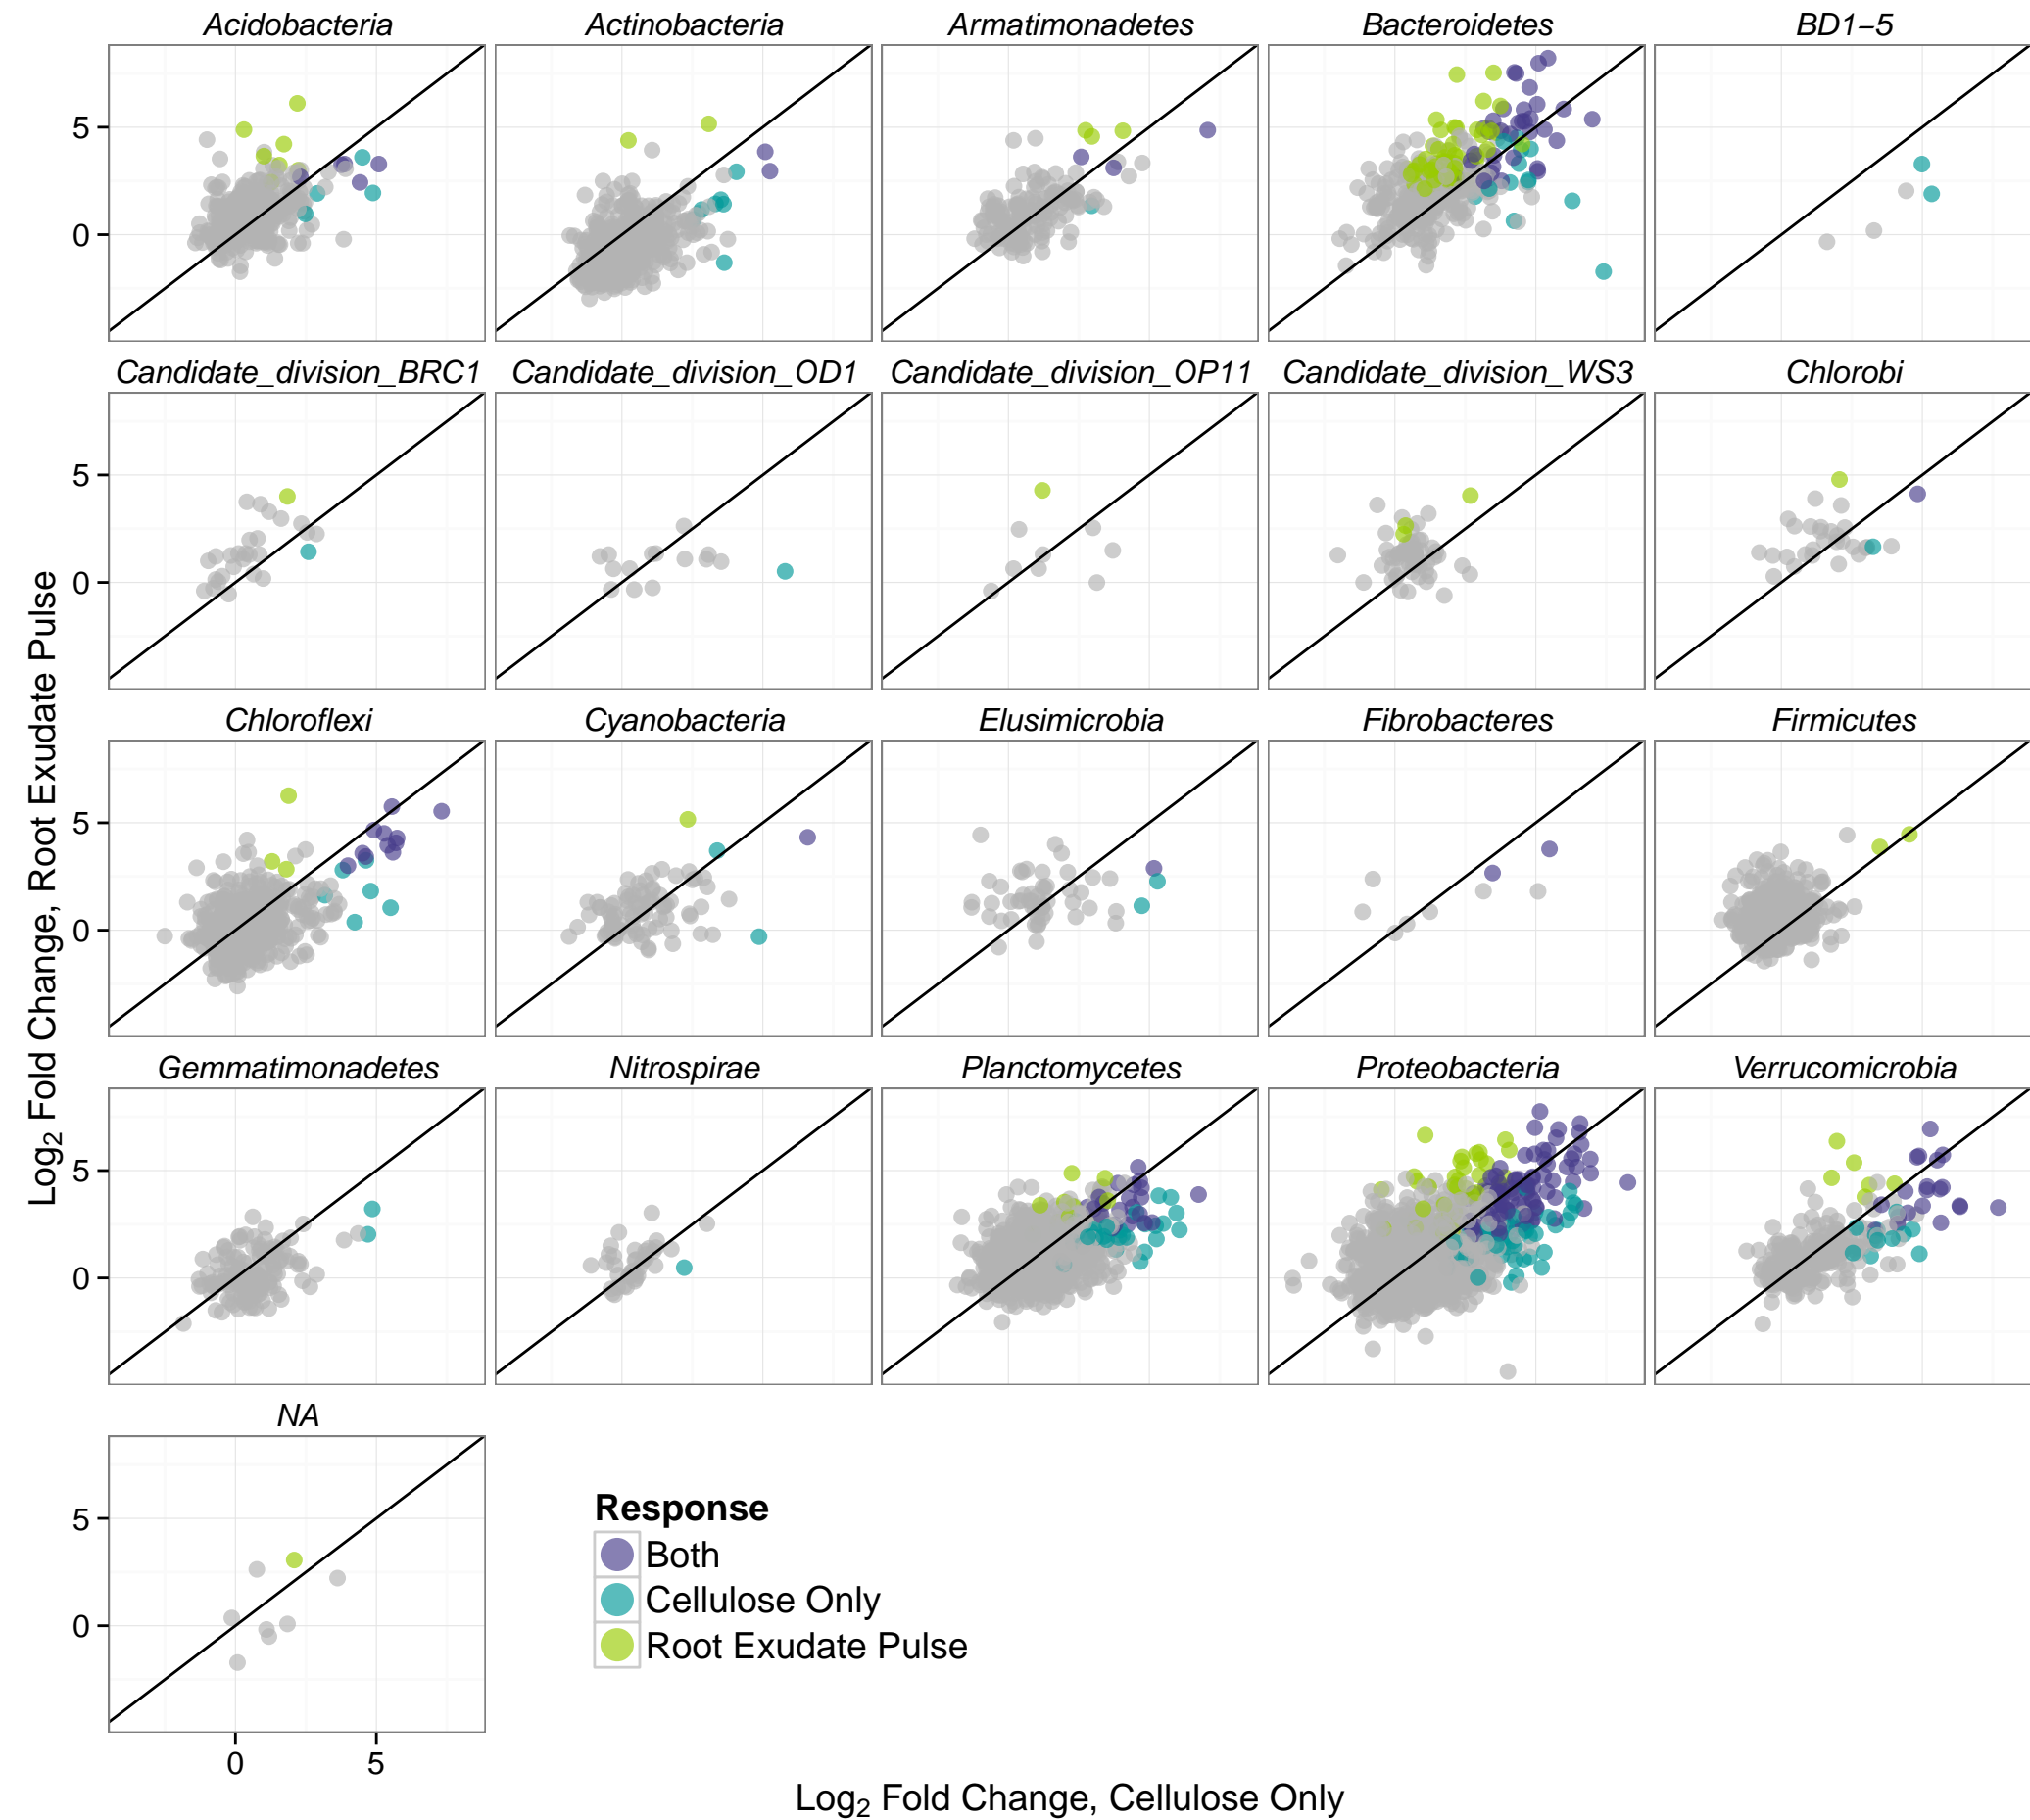 Acidobacteria Actinobacteria Armatimonadetes Bacteroidetes BD1–5
5
0
Candidate_division_BRC1 Candidate_division_OD1 Candidate_division_OP11 Candidate_division_WS3 Chlorobi
5
0
Log₂ Fold Change, Root Exudate Pulse
Chloroflexi Cyanobacteria Elusimicrobia Fibrobacteres Firmicutes
5
0
Gemmatimonadetes Nitrospirae Planctomycetes Proteobacteria Verrucomicrobia
5
0
NA
5
0
0 5
Response
Both
Cellulose Only
Root Exudate Pulse
Log₂ Fold Change, Cellulose Only